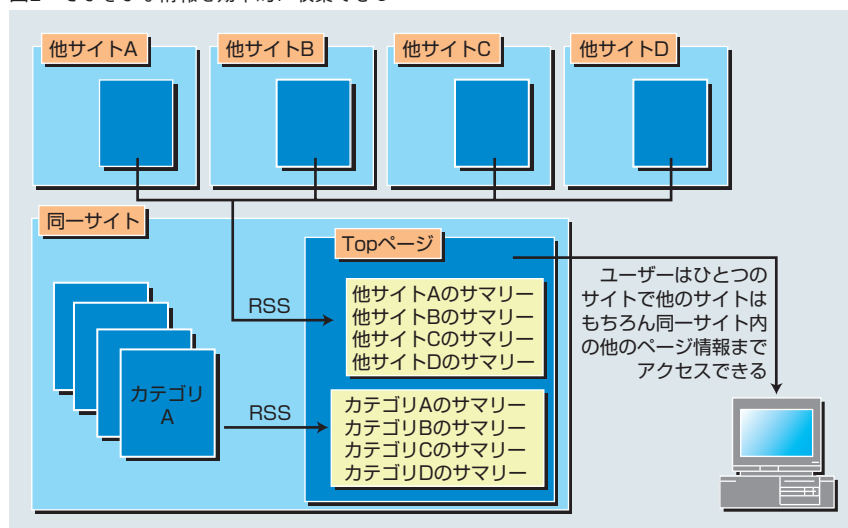 他サイトA
他サイトB
他サイトC
他サイトD
同一サイト
Topページ
RSS
他サイトAのサマリー
他サイトBのサマリー
他サイトCのサマリー
他サイトDのサマリー
カテゴリ
A
RSS
カテゴリAのサマリー
カテゴリBのサマリー
カテゴリCのサマリー
カテゴリDのサマリー
ユーザーはひとつの
サイトで他のサイトは
もちろん同一サイト内
の他のページ情報まで
アクセスできる